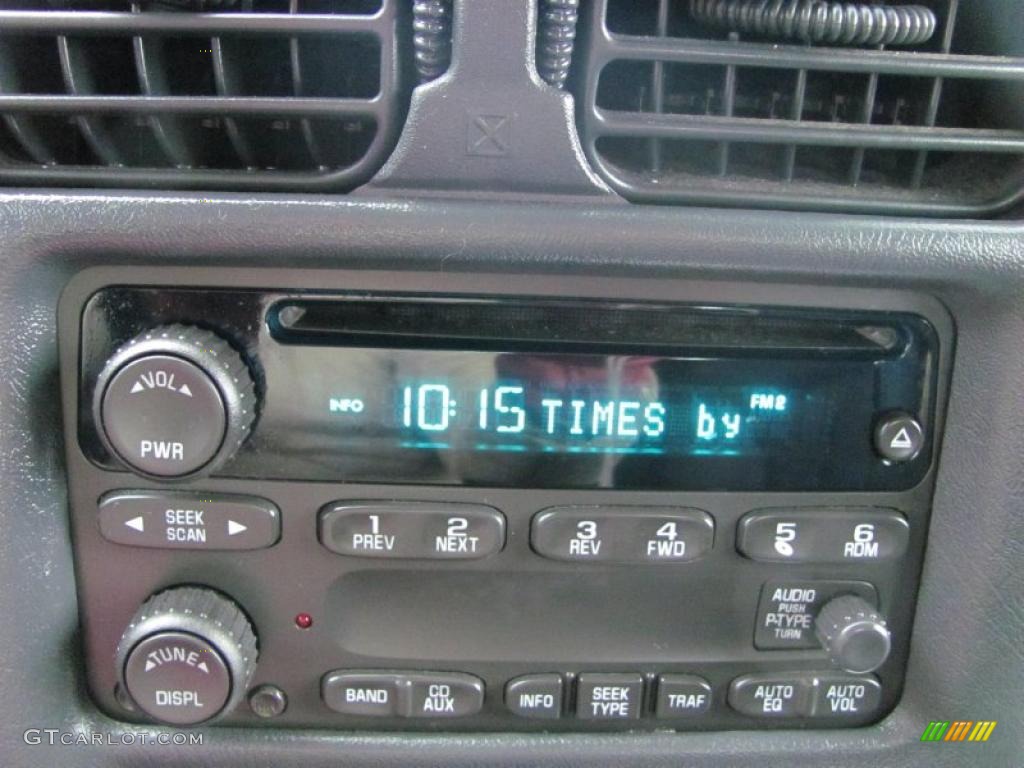 VOL
PWR
INFO
10:15 TIMES by
FM2
SEEK
SCAN
1
PREV
2
NEXT
3
REV
4
FWD
5
6
RDM
AUDIO
PUSH
P-TYPE
TURN
TUNE
DISPL
BAND
CD
AUX
INFO
SEEK
TYPE
TRAF
AUTO
EQ
AUTO
VOL
GTCARLOT.COM